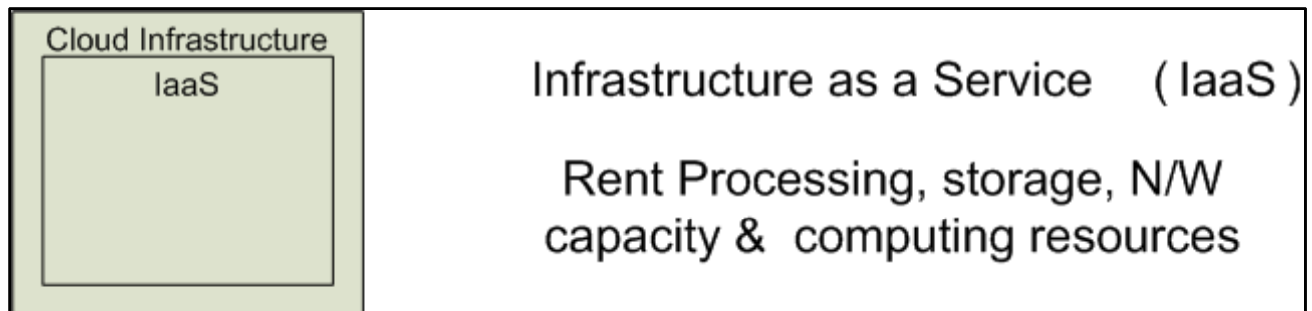 Cloud Infrastructure
IaaS
Infrastructure as a Service ( IaaS )
Rent Processing, storage, N/W
capacity & computing resources